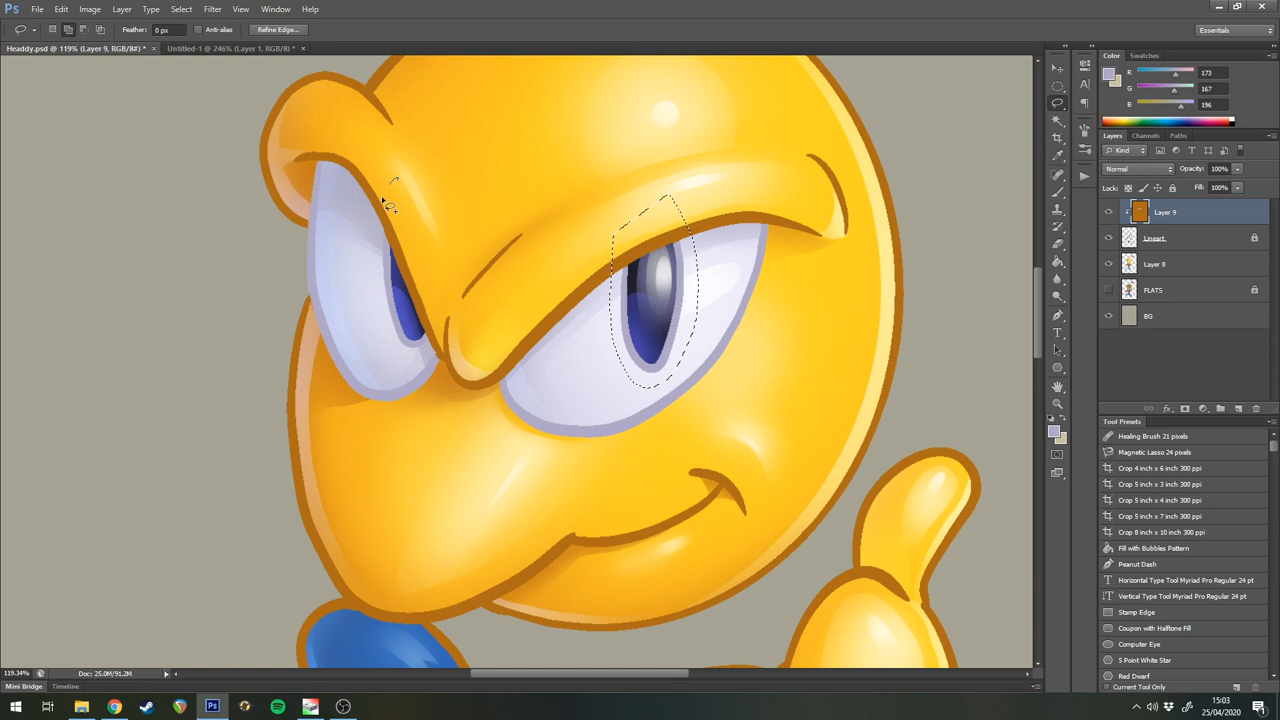 Ps File Edit Image Layer Type Select Filter View Window Help
Feather: 0 px Anti-alias Refine Edge... Essentials
Headdy.psd @ 119% (Layer 9, RGB/8#) * × Untitled-1 @ 246% (Layer 1, RGB/8) * ×
Color Swatches
R 173
G 167
B 196
Layers Channels Paths
Kind
Normal Opacity: 100%
Lock: Fill: 100%
Layer 9
Lineart
Layer 8
FLATS
BG
Tool Presets
Healing Brush 21 pixels
Magnetic Lasso 24 pixels
Crop 4 inch x 6 inch 300 ppi
Crop 5 inch x 3 inch 300 ppi
Crop 5 inch x 4 inch 300 ppi
Crop 5 inch x 7 inch 300 ppi
Crop 8 inch x 10 inch 300 ppi
Fill with Bubbles Pattern
Peanut Dash
Horizontal Type Tool Myriad Pro Regular 24 pt
Vertical Type Tool Myriad Pro Regular 24 pt
Stamp Edge
Coupon with Halftone Fill
Computer Eye
5 Point White Star
Red Dwarf
Current Tool Only
119.34% Doc: 25.0M/91.2M
Mini Bridge Timeline
15:03
25/04/2020